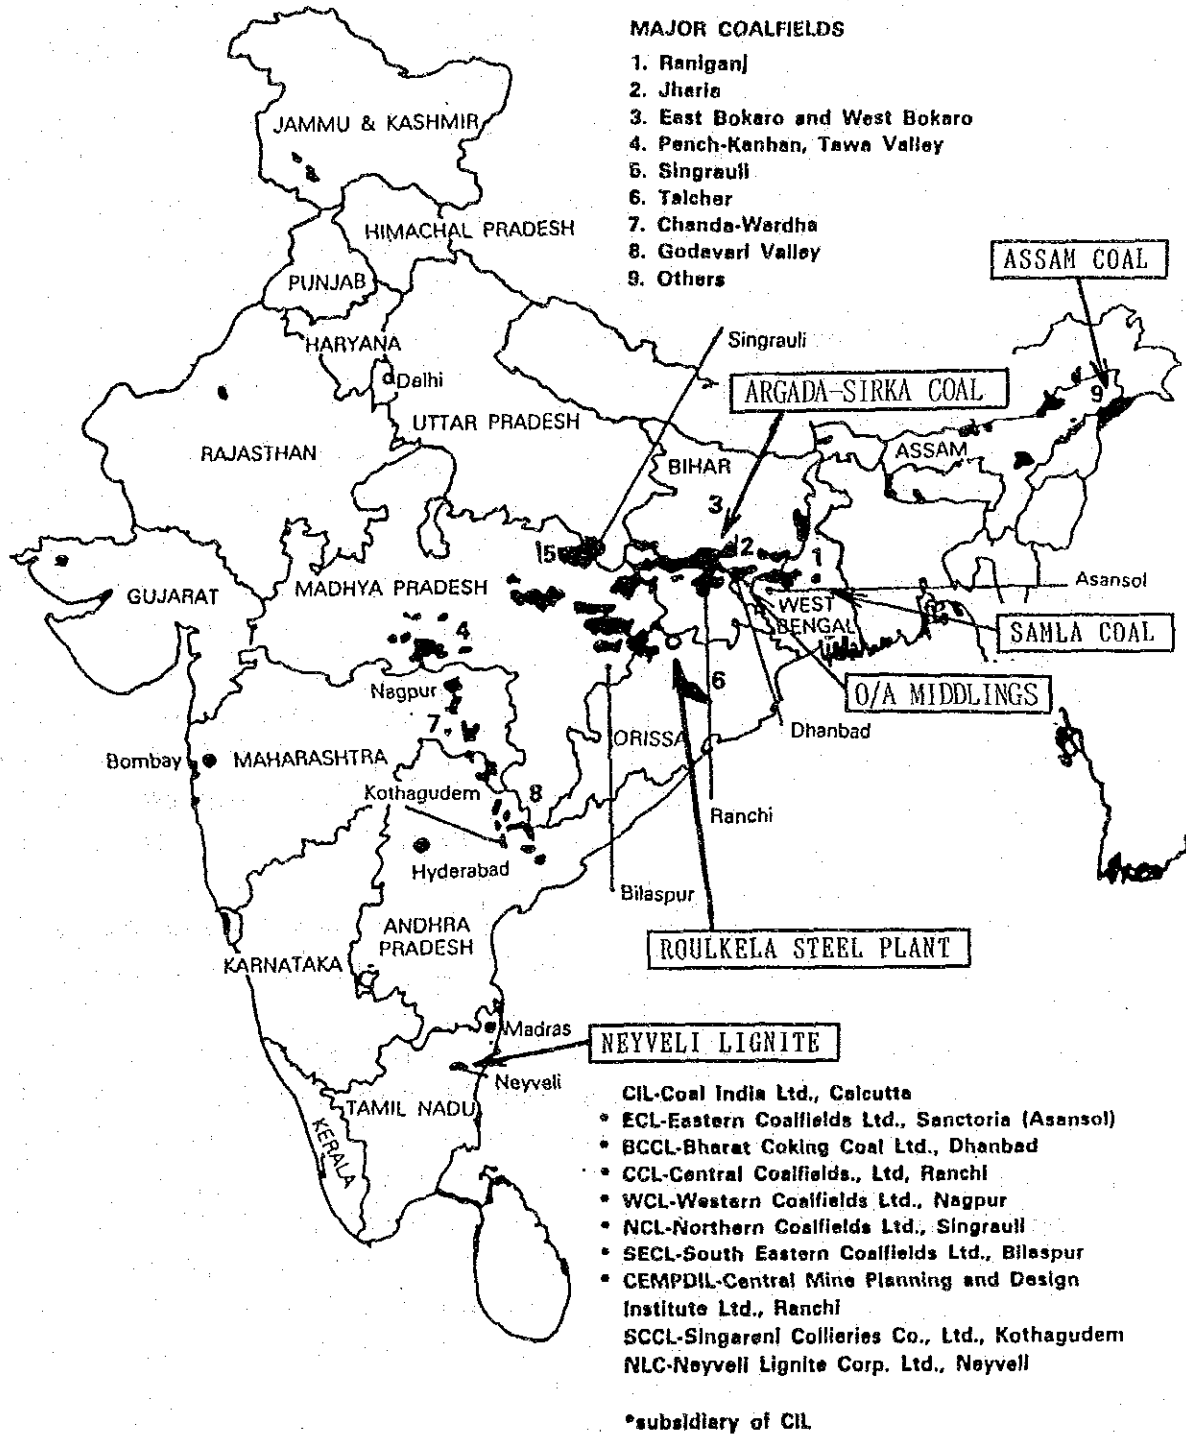 MAJOR COALFIELDS
1. Raniganj
2. Jharia
3. East Bokaro and West Bokaro
4. Pench-Kanhan, Tawa Valley
5. Singrauli
6. Talcher
7. Chanda-Wardha
8. Godavari Valley
9. Others
JAMMU & KASHMIR
HIMACHAL PRADESH
PUNJAB
HARYANA
Delhi
UTTAR PRADESH
RAJASTHAN
Singrauli
ASSAM COAL
ARGADA-SIRKA COAL
9
ASSAM
BIHAR
3
5
2
1
GUJARAT
MADHYA PRADESH
WEST
BENGAL
Asansol
SAMLA COAL
4
6
O/A MIDDLINGS
Nagpur
7
ORISSA
Dhanbad
Bombay
MAHARASHTRA
Kothagudem
8
Ranchi
Hyderabad
Bilaspur
ANDHRA
PRADESH
ROULKELA STEEL PLANT
KARNATAKA
Madras
NEYVELI LIGNITE
Neyveli
TAMIL NADU
KERALA
CIL-Coal India Ltd., Calcutta
• ECL-Eastern Coalfields Ltd., Sanctoria (Asansol)
• BCCL-Bharat Coking Coal Ltd., Dhanbad
• CCL-Central Coalfields., Ltd, Ranchi
• WCL-Western Coalfields Ltd., Nagpur
• NCL-Northern Coalfields Ltd., Singrauli
• SECL-South Eastern Coalfields Ltd., Bilaspur
• CEMPDIL-Central Mine Planning and Design
Institute Ltd., Ranchi
SCCL-Singareni Collieries Co., Ltd., Kothagudem
NLC-Neyveli Lignite Corp. Ltd., Neyveli
•subsidiary of CIL